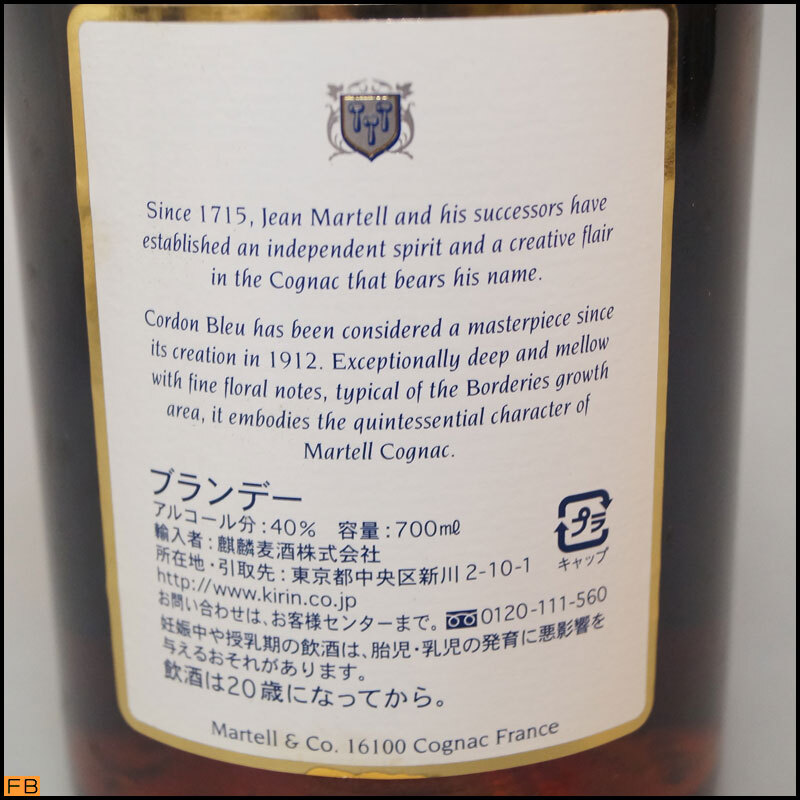 Since 1715, Jean Martell and his successors have
established an independent spirit and a creative flair
in the Cognac that bears his name.
Cordon Bleu has been considered a masterpiece since
its creation in 1912. Exceptionally deep and mellow
with fine floral notes, typical of the Borderies growth
area, it embodies the quintessential character of
Martell Cognac.
ブランデー
アルコール分:40% 容量:700㎖
輸入者:麒麟麦酒株式会社
所在地・引取先:東京都中央区新川2-10-1
http://www.kirin.co.jp
お問い合わせは、お客様センターまで。0120-111-560
妊娠中や授乳期の飲酒は、胎児・乳児の発育に悪影響を
与えるおそれがあります。
飲酒は20歳になってから。
プラ
キャップ
Martell & Co. 16100 Cognac France
FB